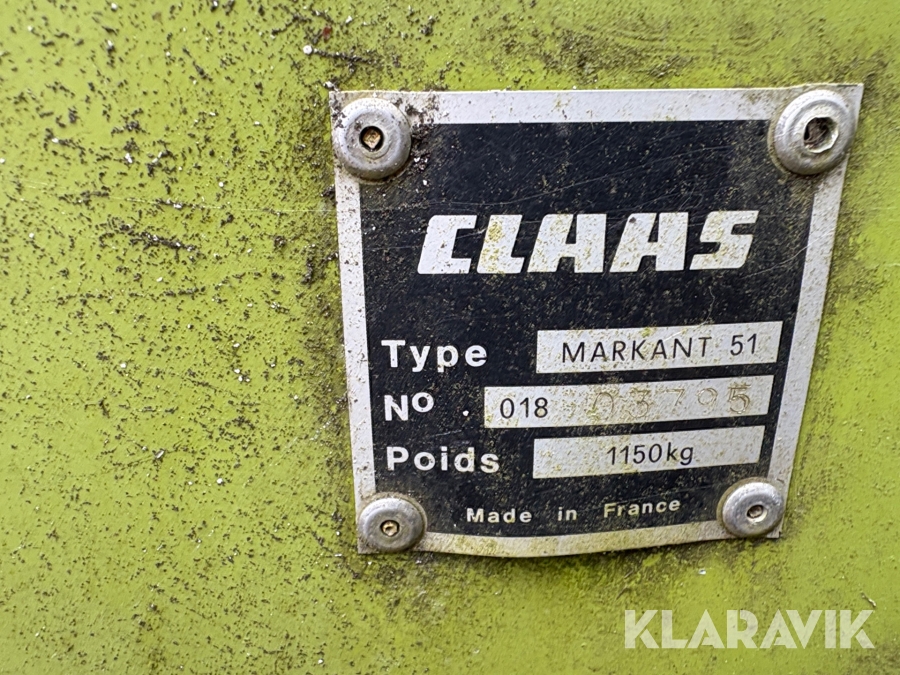 CLAAS
Type MARKANT 51
No . 018 03795
Poids 1150kg
Made in France
KLARAVIK